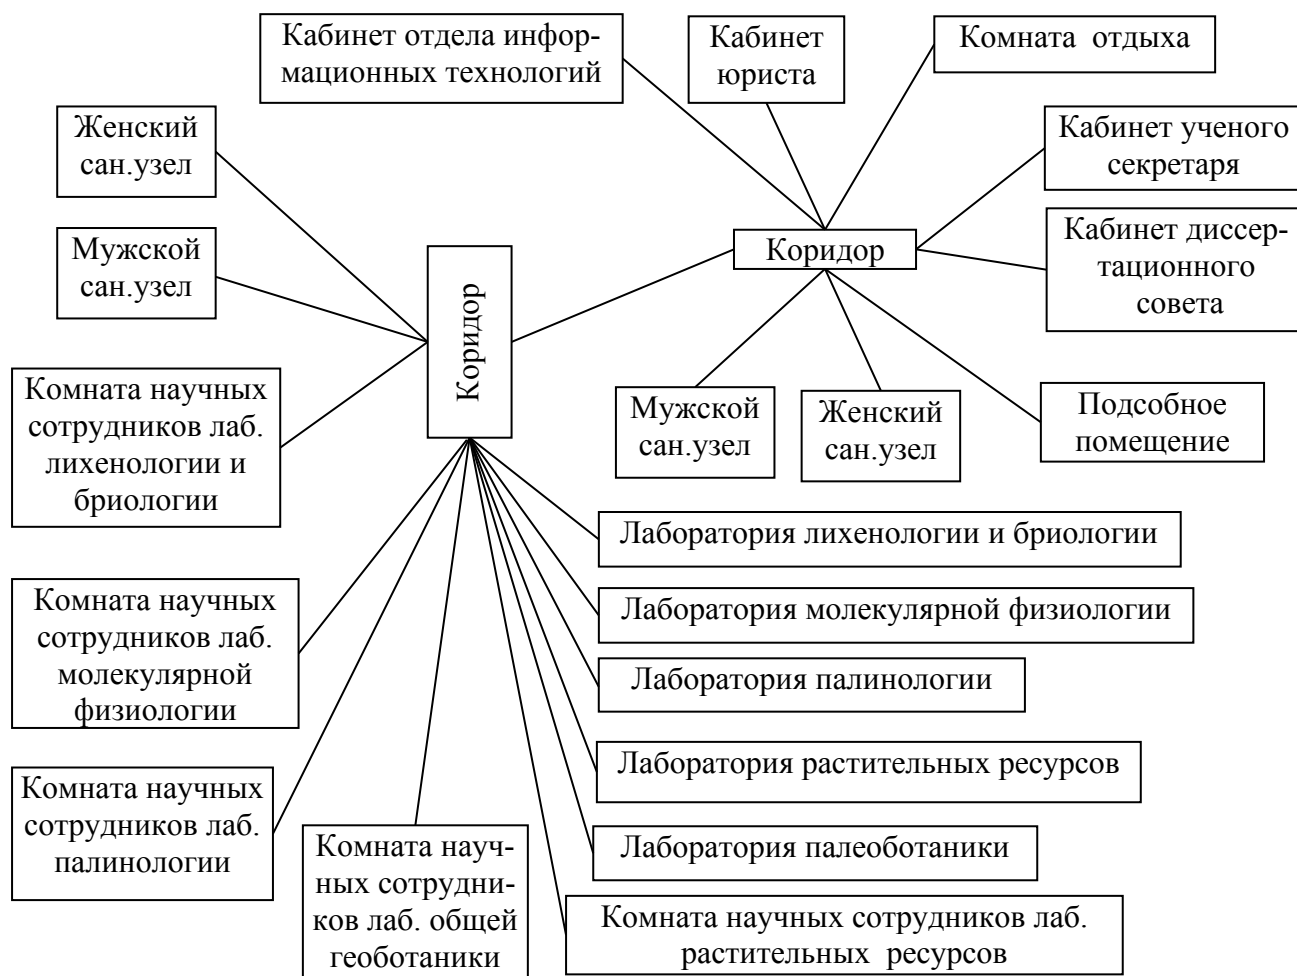 Кабинет отдела инфор-
мационных технологий
Кабинет
юриста
Комната отдыха
Женский
сан.узел
Кабинет ученого
секретаря
Мужской
сан.узел
Коридор
Кабинет диссер-
тационного
совета
Коридор
Комната научных
сотрудников лаб.
лихенологии и
бриологии
Мужской
сан.узел
Женский
сан.узел
Подсобное
помещение
Лаборатория лихенологии и бриологии
Комната научных
сотрудников лаб.
молекулярной
физиологии
Лаборатория молекулярной физиологии
Лаборатория палинологии
Лаборатория растительных ресурсов
Комната научных
сотрудников лаб.
палинологии
Комната науч-
ных сотрудни-
ков лаб. общей
геоботаники
Лаборатория палеоботаники
Комната научных сотрудников лаб.
растительных ресурсов